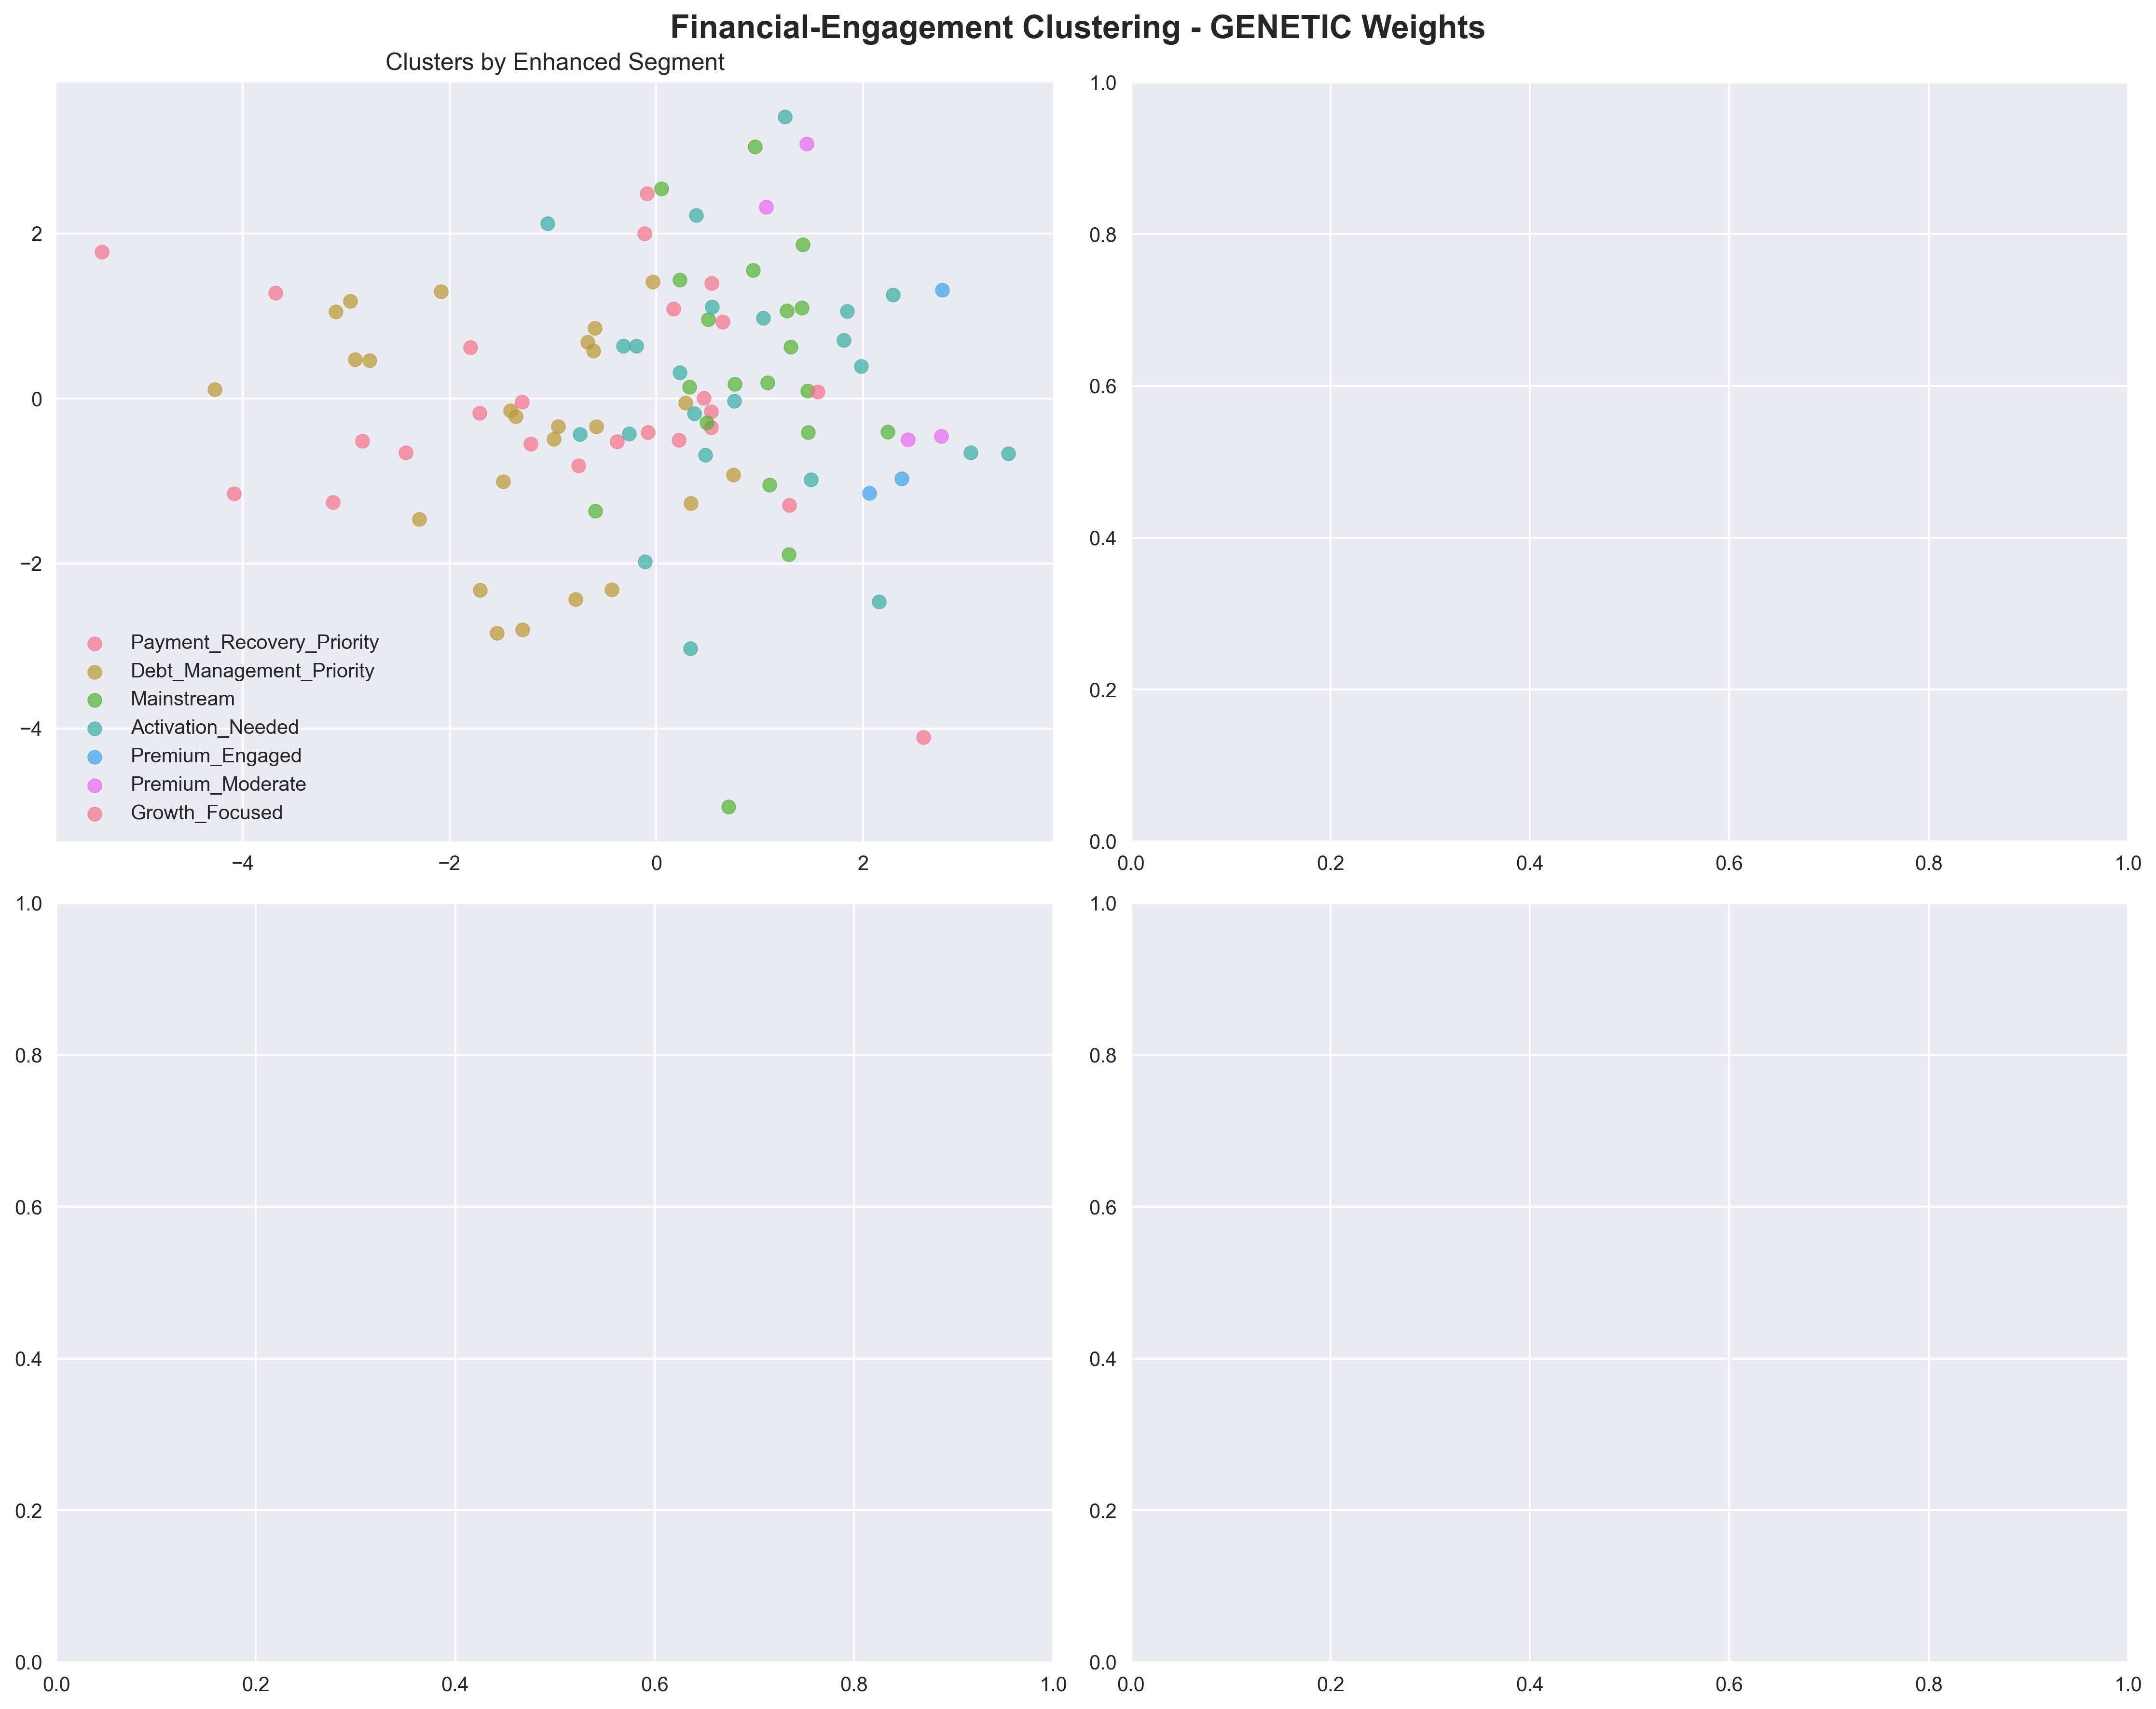 Financial-Engagement Clustering - GENETIC Weights
Clusters by Enhanced Segment
2
0
−2
−4
Payment_Recovery_Priority
Debt_Management_Priority
Mainstream
Activation_Needed
Premium_Engaged
Premium_Moderate
Growth_Focused
−4 −2 0 2
1.0
0.8
0.6
0.4
0.2
0.0
0.0 0.2 0.4 0.6 0.8 1.0
1.0
0.8
0.6
0.4
0.2
0.0
0.0 0.2 0.4 0.6 0.8 1.0
1.0
0.8
0.6
0.4
0.2
0.0
0.0 0.2 0.4 0.6 0.8 1.0